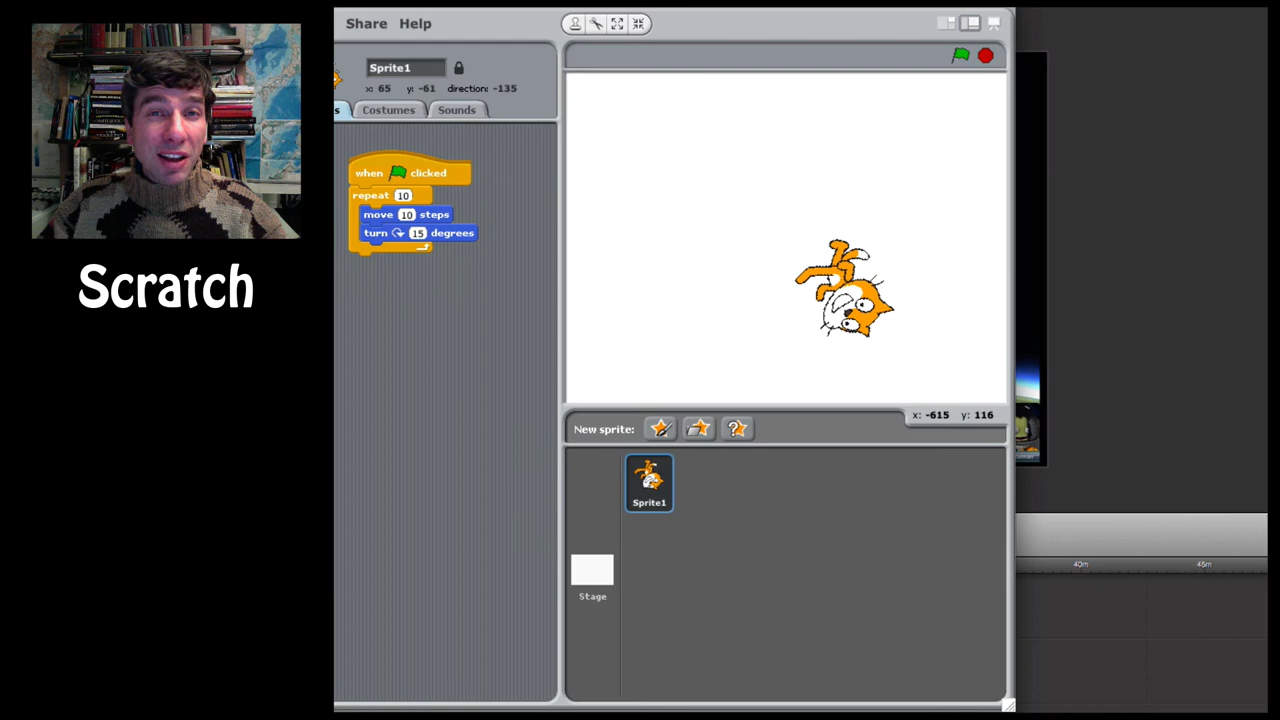 Share Help
Sprite1
x: 65 y: -61 direction: -135
s Costumes Sounds
when clicked
repeat 10
move 10 steps
turn 15 degrees
Scratch
x: -615 y: 116
New sprite:
Sprite1
Stage
40m 45m